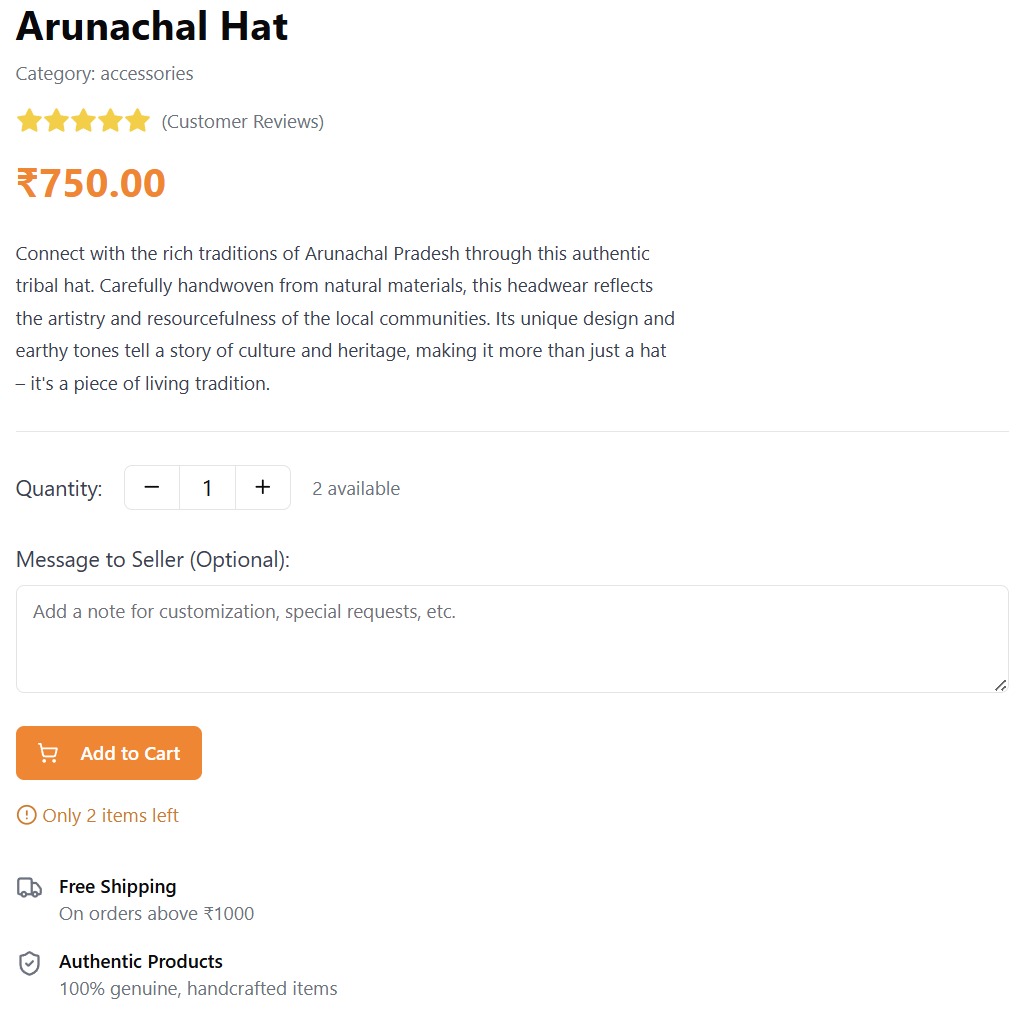 Arunachal Hat
Category: accessories
(Customer Reviews)
₹750.00
Connect with the rich traditions of Arunachal Pradesh through this authentic
tribal hat. Carefully handwoven from natural materials, this headwear reflects
the artistry and resourcefulness of the local communities. Its unique design and
earthy tones tell a story of culture and heritage, making it more than just a hat
– it's a piece of living tradition.
Quantity: 1 2 available
Message to Seller (Optional):
Add a note for customization, special requests, etc.
Add to Cart
Only 2 items left
Free Shipping
On orders above ₹1000
Authentic Products
100% genuine, handcrafted items